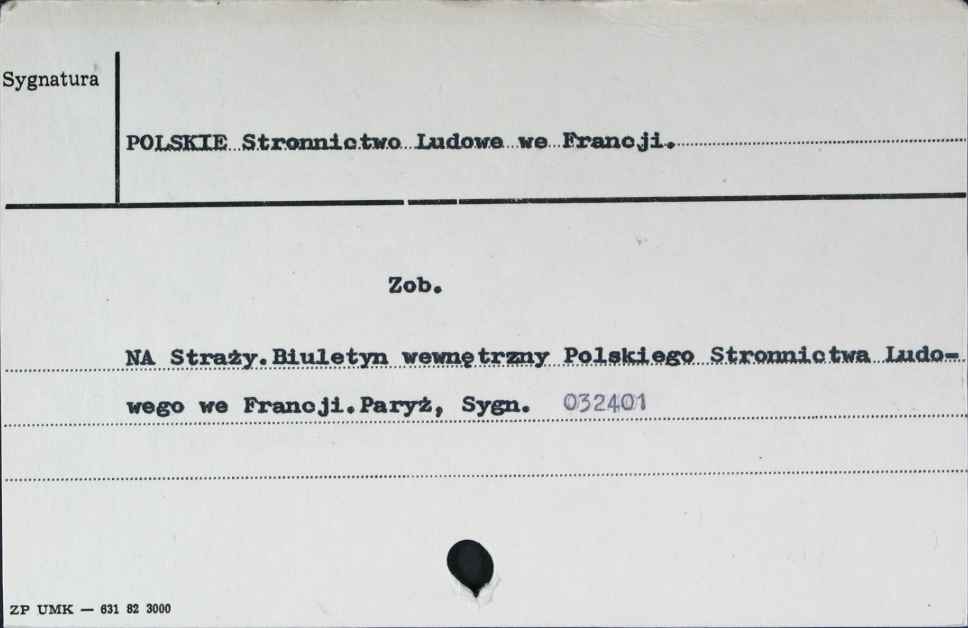 Sygnatura
POLSKIE Stronnictwo Ludowe we Francji.
Zob.
NA Straży.Biuletyn wewnętrzny Polskiego Stronnictwa Ludo-
wego we Francji.Paryż, Sygn. 032401
ZP UMK — 631 82 3000